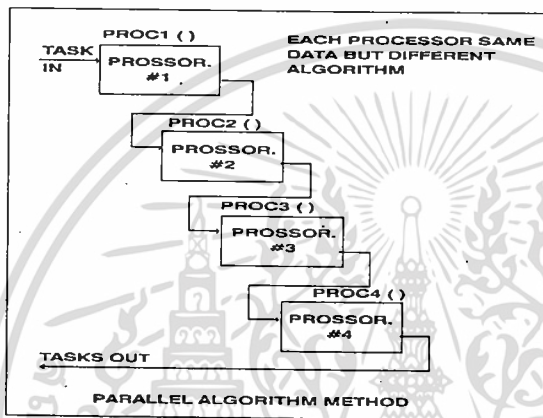 PROC1 ( )
TASK
IN
PROSSOR.
#1
EACH PROCESSOR SAME
DATA BUT DIFFERENT
ALGORITHM
PROC2 ( )
PROSSOR.
#2
PROC3 ( )
PROSSOR.
#3
PROC4 ( )
PROSSOR.
#4
TASKS OUT
PARALLEL ALGORITHM METHOD